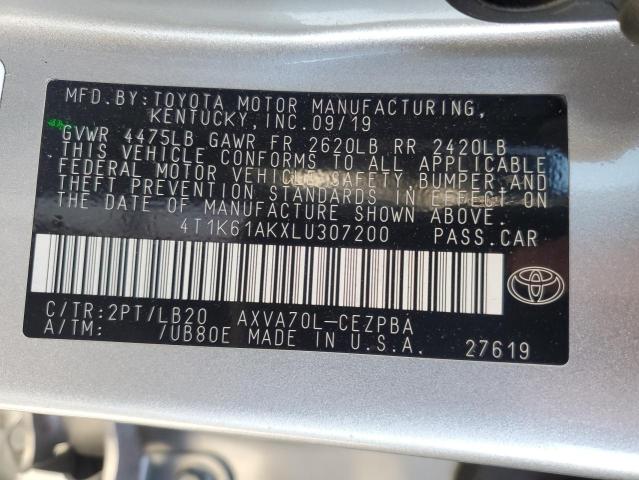 MFD. BY: TOYOTA MOTOR MANUFACTURING,
KENTUCKY, INC. 09/19
GVWR 4475LB GAWR FR 2620LB RR 2420LB
THIS VEHICLE CONFORMS TO ALL APPLICABLE
FEDERAL MOTOR VEHICLE SAFETY, BUMPER, AND
THEFT PREVENTION STANDARDS IN EFFECT ON
THE DATE OF MANUFACTURE SHOWN ABOVE.
4T1K61AKXLU307200 PASS.CAR
C/TR: 2PT/LB20 AXVA70L-CEZPBA
A/TM: /UB80E MADE IN U.S.A. 27619